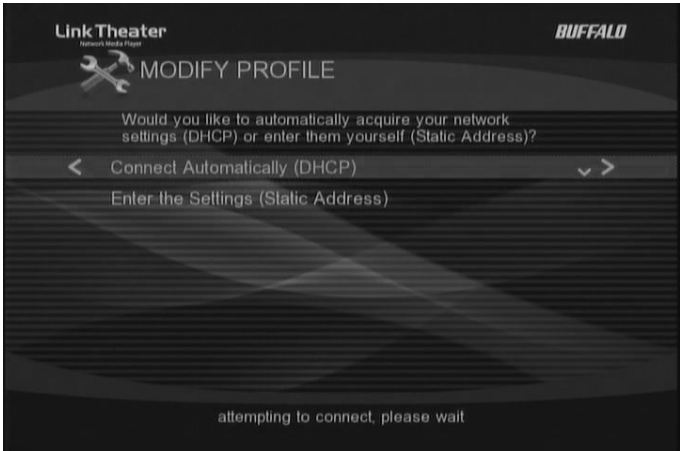 LinkTheater
Network Media Player
BUFFALO
MODIFY PROFILE
Would you like to automatically acquire your network
settings (DHCP) or enter them yourself (Static Address)?
Connect Automatically (DHCP)
Enter the Settings (Static Address)
attempting to connect, please wait